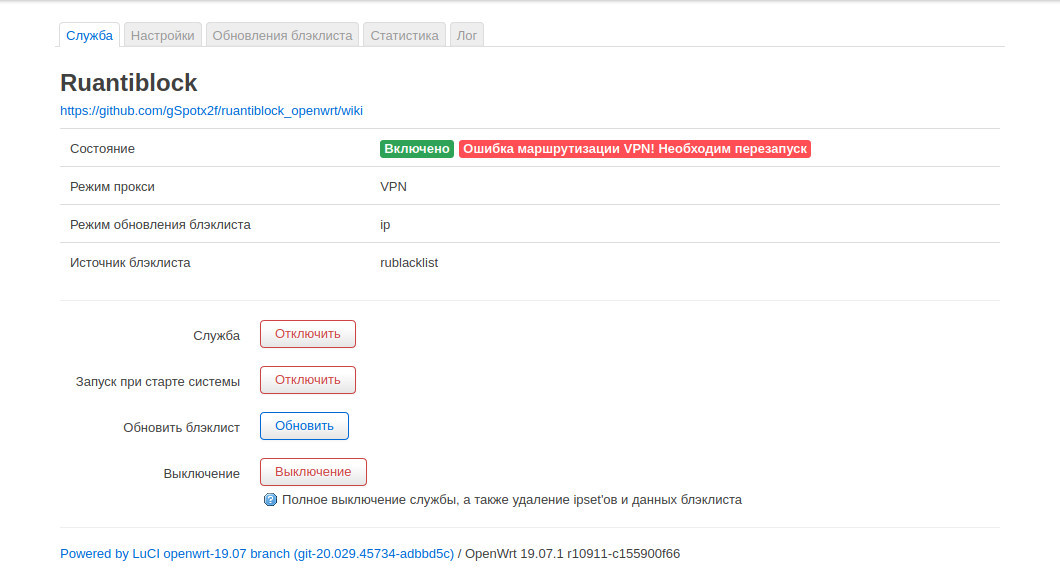 Служба Настройки Обновления блэклиста Статистика Лог
Ruantiblock
https://github.com/gSpotx2f/ruantiblock_openwrt/wiki
Состояние Включено Ошибка маршрутизации VPN! Необходим перезапуск
Режим прокси VPN
Режим обновления блэклиста ip
Источник блэклиста rublacklist
Служба Отключить
Запуск при старте системы Отключить
Обновить блэклист Обновить
Выключение Выключение
Полное выключение службы, а также удаление ipset'ов и данных блэклиста
Powered by LuCI openwrt-19.07 branch (git-20.029.45734-adbbd5c) / OpenWrt 19.07.1 r10911-c155900f66